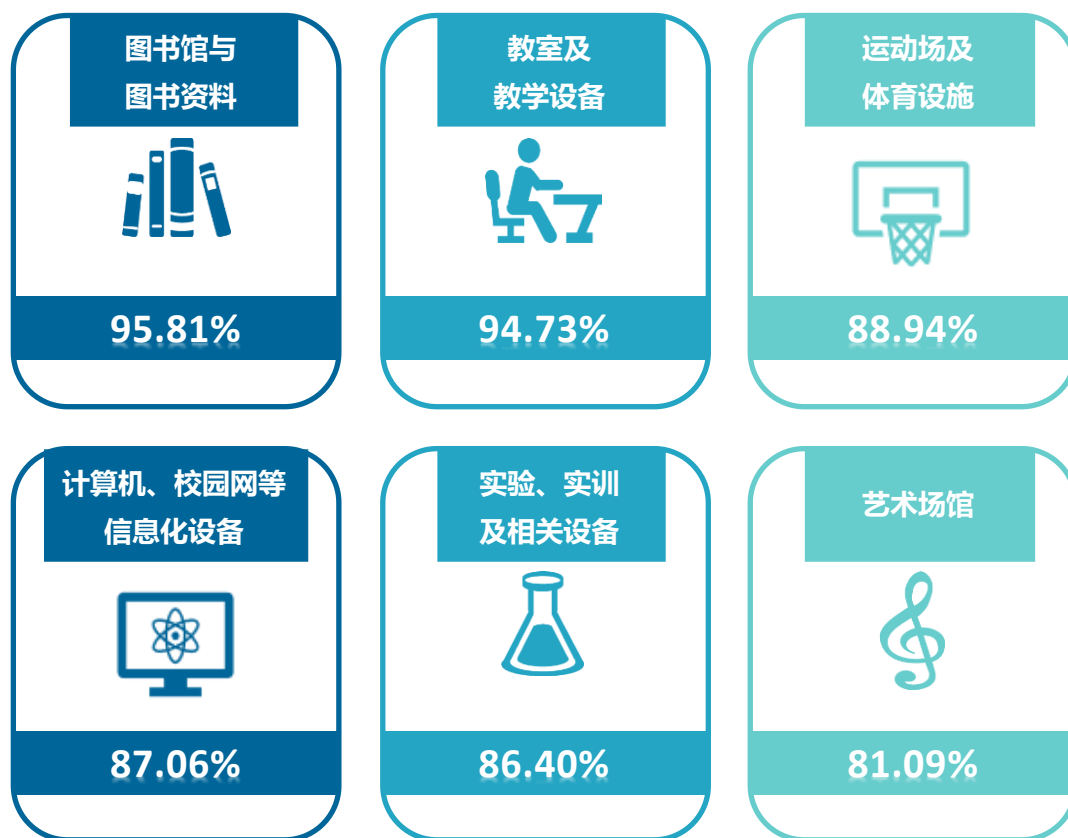 图书馆与
图书资料
95.81%
教室及
教学设备
94.73%
运动场及
体育设施
88.94%
计算机、校园网等
信息化设备
87.06%
实验、实训
及相关设备
86.40%
艺术场馆
81.09%